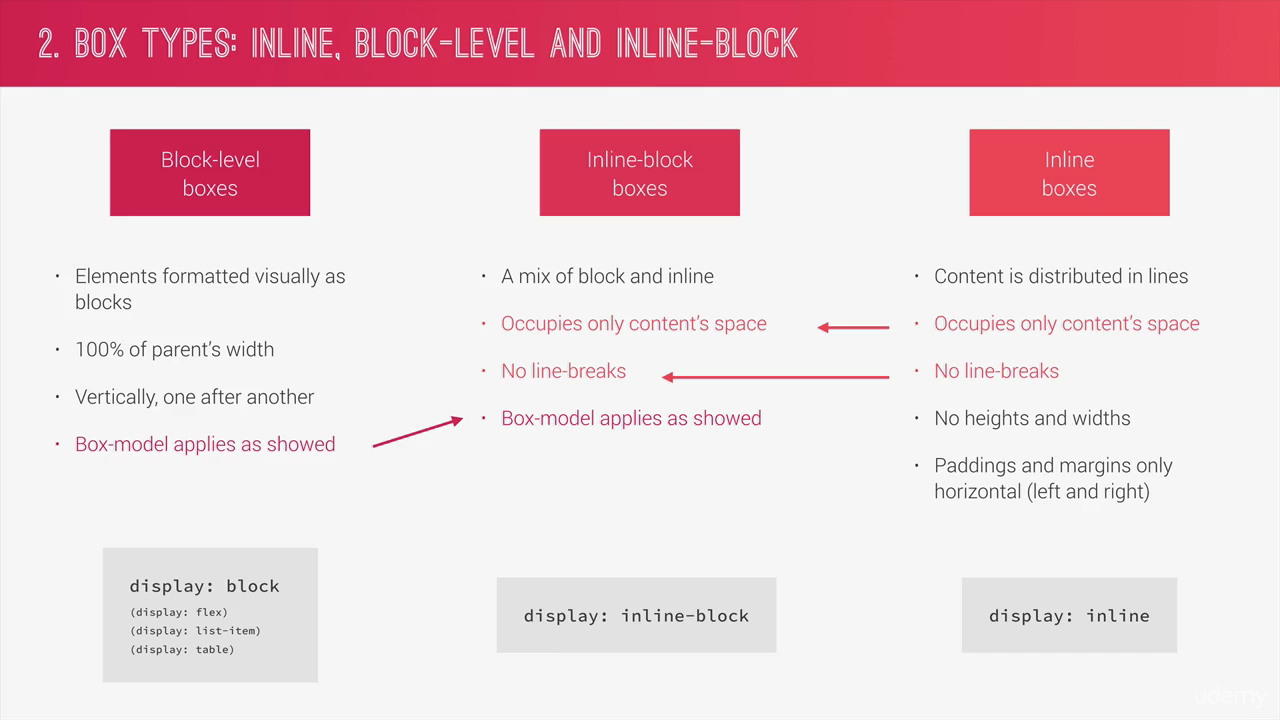 2. BOX TYPES: INLINE, BLOCK-LEVEL AND INLINE-BLOCK
Block-level
boxes
• Elements formatted visually as
blocks
• 100% of parent’s width
• Vertically, one after another
• Box-model applies as showed
display: block
(display: flex)
(display: list-item)
(display: table)
Inline-block
boxes
• A mix of block and inline
• Occupies only content’s space
• No line-breaks
• Box-model applies as showed
display: inline-block
Inline
boxes
• Content is distributed in lines
• Occupies only content’s space
• No line-breaks
• No heights and widths
• Paddings and margins only
horizontal (left and right)
display: inline
udemy